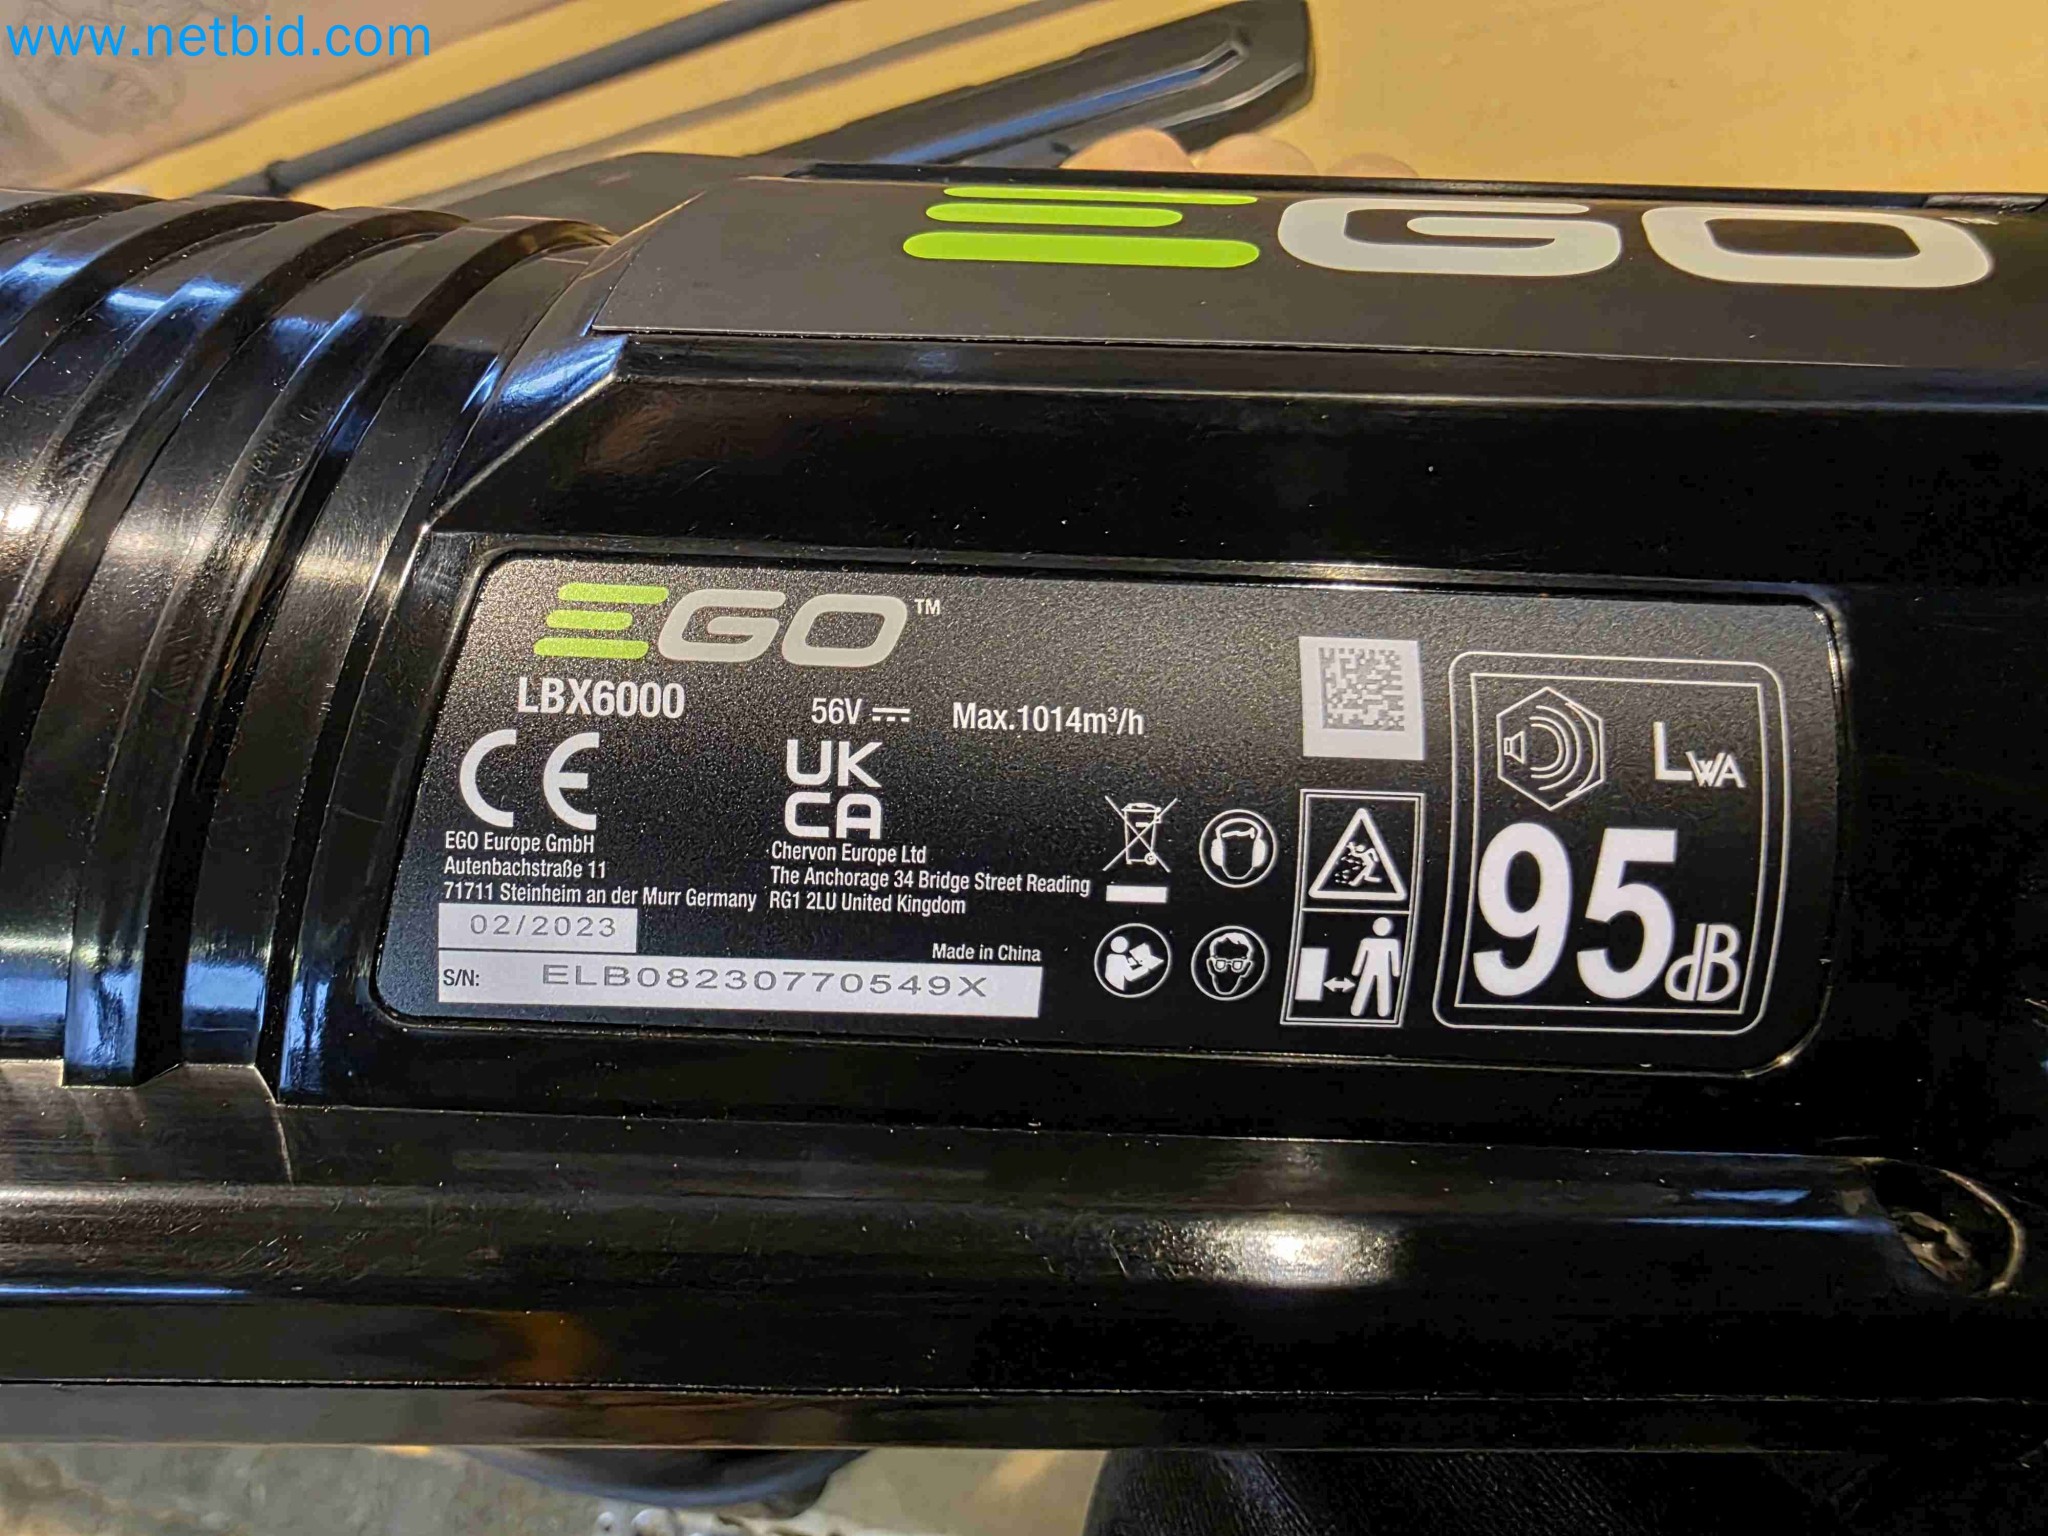 www.netbid.com
EGO
EGO™
LBX6000 56V Max.1014m³/h
CE
UK
CA
EGO Europe GmbH
Autenbachstraße 11
71711 Steinheim an der Murr Germany
Chervon Europe Ltd
The Anchorage 34 Bridge Street Reading
RG1 2LU United Kingdom
02/2023
Made in China
S/N: ELB08230770549X
LWA
95dB